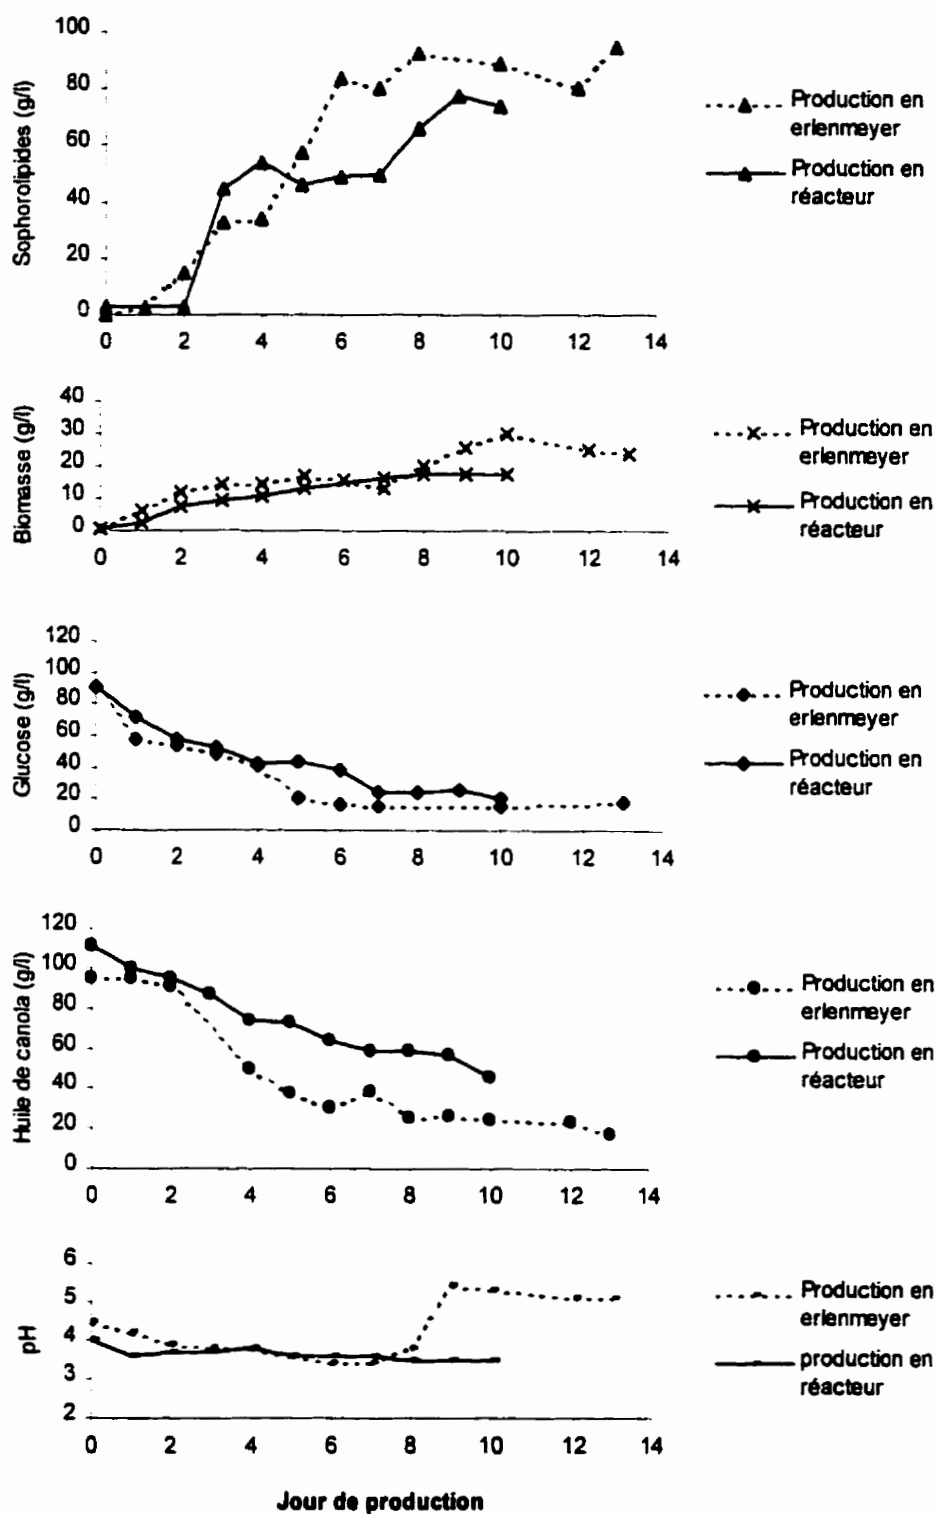 100
80
60
40
20
0
Sophorolipides (g/l)
0 2 4 6 8 10 12 14
Production en
erlenmeyer
Production en
réacteur
40
30
20
10
0
Biomasse (g/l)
0 2 4 6 8 10 12 14
Production en
erlenmeyer
Production en
réacteur
120
100
80
60
40
20
0
Glucose (g/l)
0 2 4 6 8 10 12 14
Production en
erlenmeyer
Production en
réacteur
120
100
80
60
40
20
0
Huile de canola (g/l)
0 2 4 6 8 10 12 14
Production en
erlenmeyer
Production en
réacteur
6
5
4
3
2
pH
0 2 4 6 8 10 12 14
Production en
erlenmeyer
production en
réacteur
Jour de production